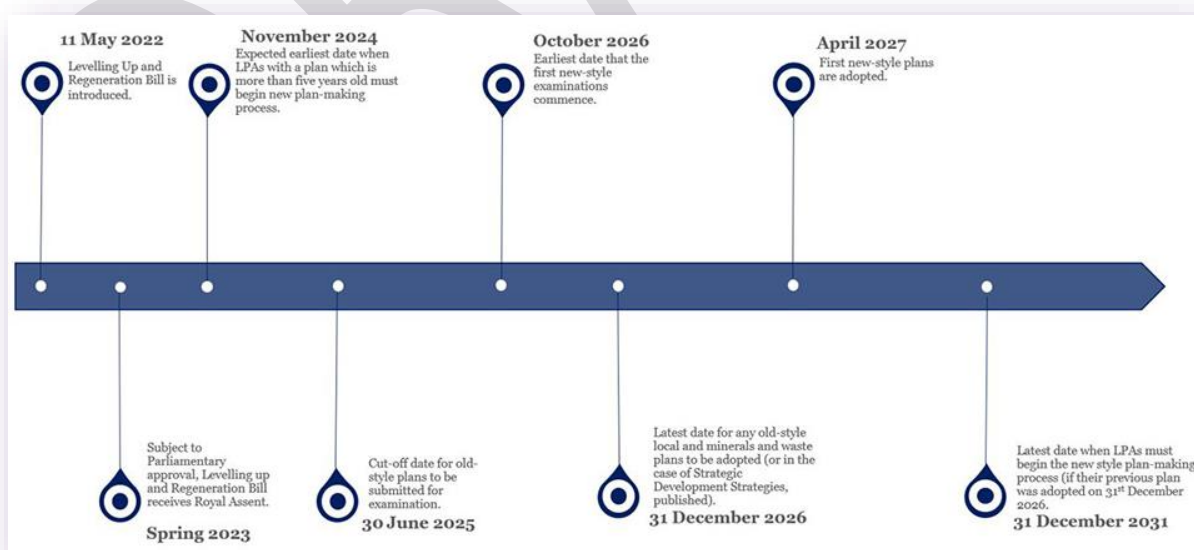 11 May 2022
Levelling Up and
Regeneration Bill is
introduced.
November 2024
Expected earliest date when
LPAs with a plan which is
more than five years old must
begin new plan-making
process.
October 2026
Earliest date that the
first new-style
examinations
commence.
April 2027
First new-style plans
are adopted.
Subject to
Parliamentary
approval, Levelling up
and Regeneration Bill
receives Royal Assent.
Spring 2023
Cut-off date for old-
style plans to be
submitted for
examination.
30 June 2025
Latest date for any old-style
local and minerals and waste
plans to be adopted (or in the
case of Strategic
Development Strategies,
published).
31 December 2026
Latest date when LPAs must
begin the new style plan-making
process (if their previous plan
was adopted on 31st December
2026.
31 December 2031